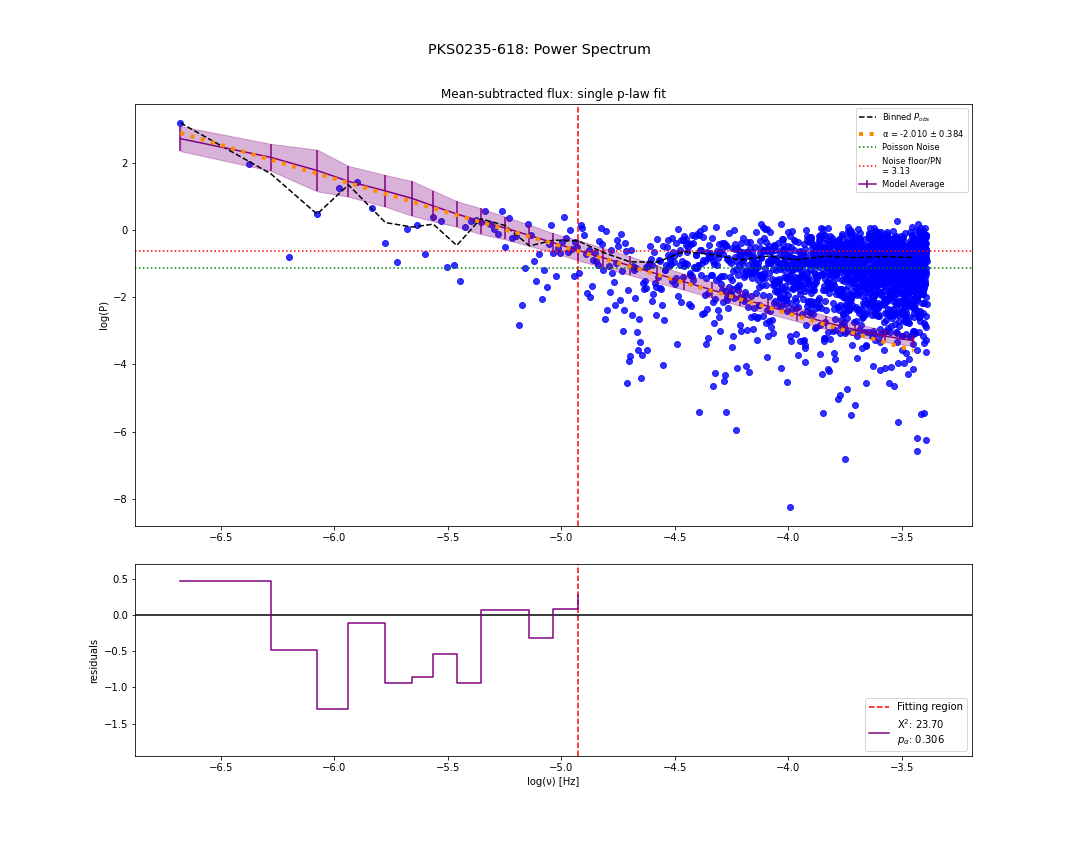 PKS0235-618: Power Spectrum
Mean-subtracted flux: single p-law fit
Binned P_obs
α = -2.010 ± 0.384
Poisson Noise
Noise floor/PN
= 3.13
Model Average
log(P)
2
0
−2
−4
−6
−8
−6.5 −6.0 −5.5 −5.0 −4.5 −4.0 −3.5
residuals
0.5
0.0
−0.5
−1.0
−1.5
Fitting region
X²: 23.70
p_α: 0.306
−6.5 −6.0 −5.5 −5.0 −4.5 −4.0 −3.5
log(ν) [Hz]